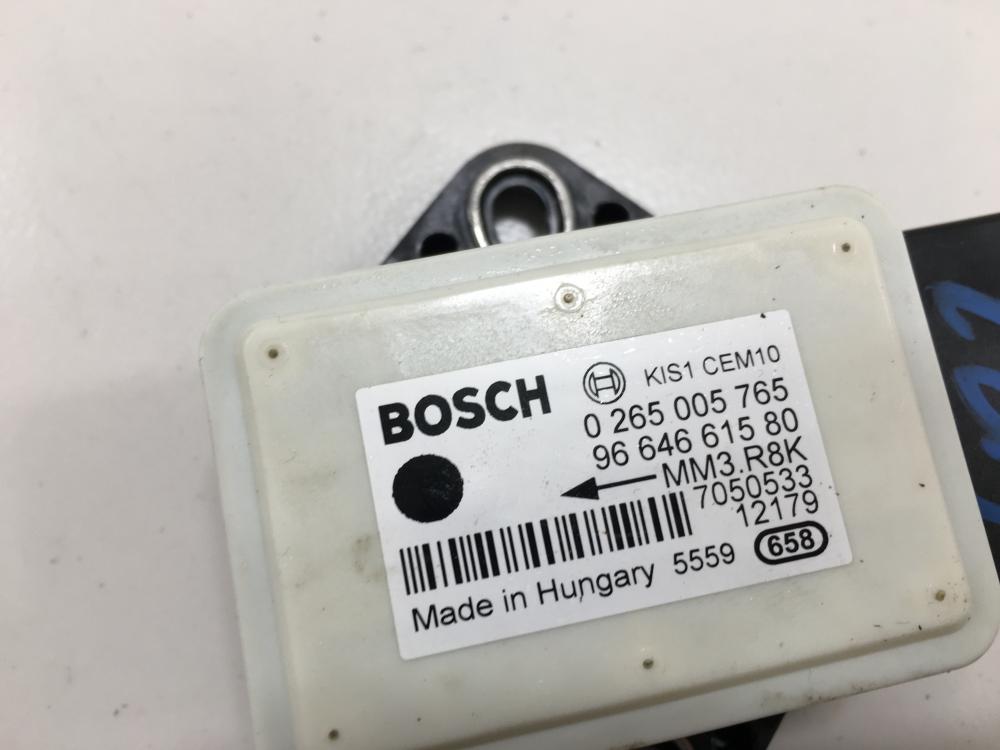 BOSCH KIS1 CEM10
0 265 005 765
96 646 615 80
MM3.R8K
7050533
12179
Made in Hungary 5559 658